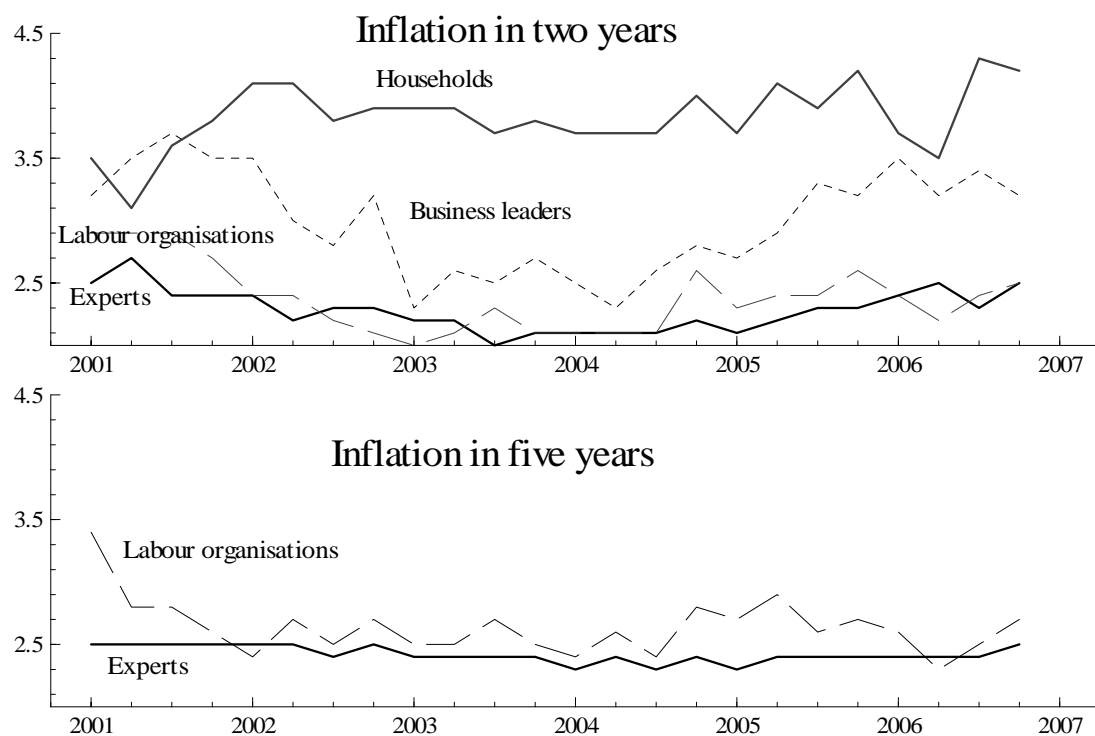 Inflation in two years
4.5
Households
3.5
Business leaders
Labour organisations
2.5
Experts
2001 2002 2003 2004 2005 2006 2007
4.5
Inflation in five years
3.5
Labour organisations
2.5
Experts
2001 2002 2003 2004 2005 2006 2007